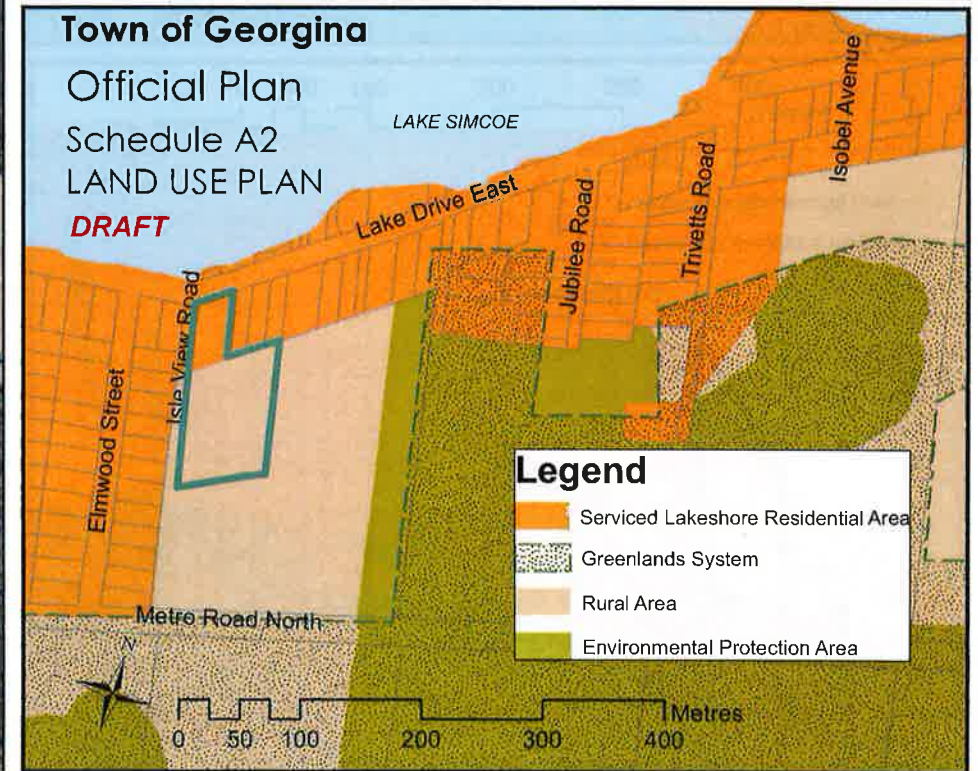 Town of Georgina
Official Plan
Schedule A2
LAND USE PLAN
DRAFT
LAKE SIMCOE
Lake Drive East
Isle View Road
Elmwood Street
Jubilee Road
Trivetts Road
Isobel Avenue
Metro Road North
Legend
Serviced Lakeshore Residential Area
Greenlands System
Rural Area
Environmental Protection Area
N
Metres
0 50 100 200 300 400